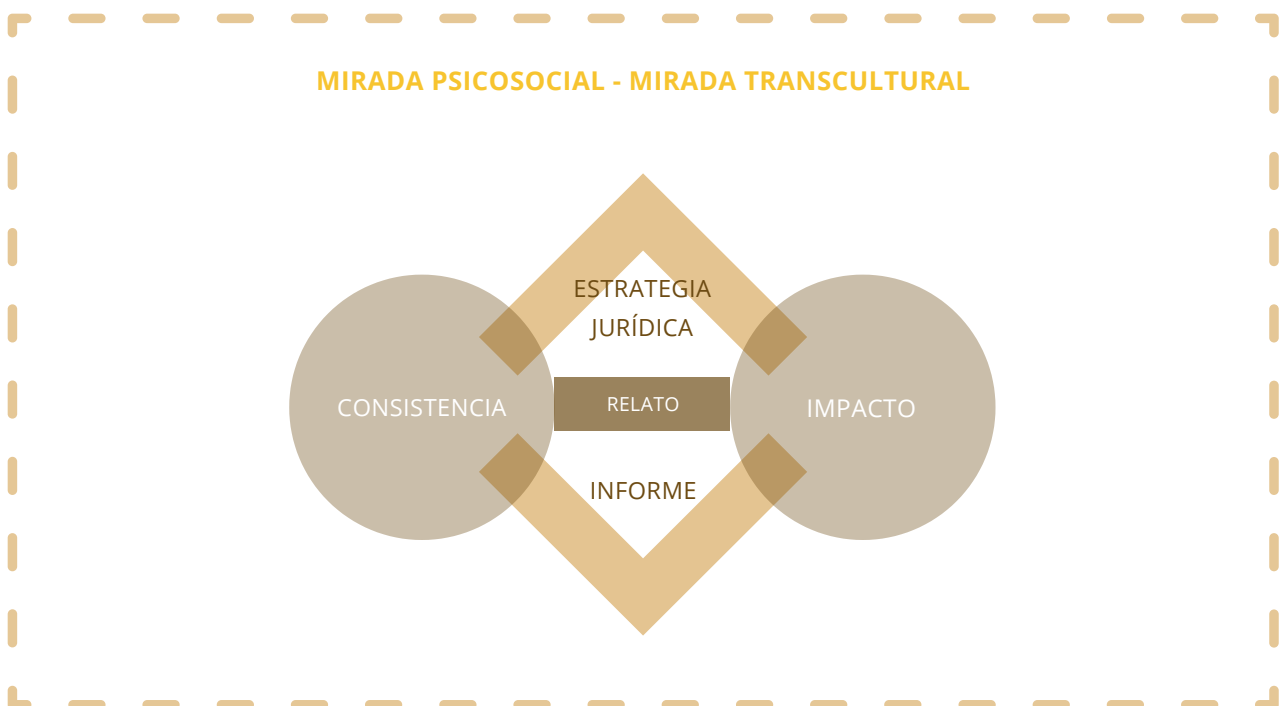 MIRADA PSICOSOCIAL - MIRADA TRANSCULTURAL
ESTRATEGIA
JURÍDICA
CONSISTENCIA
RELATO
IMPACTO
INFORME